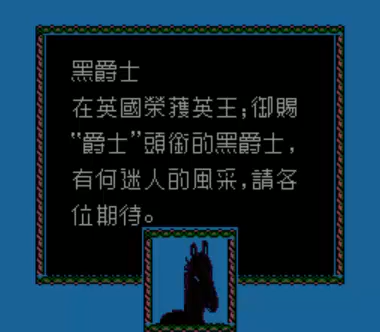 黑爵士
在英國榮獲英王;御賜
“爵士”頭銜的黑爵士,
有何迷人的風采,請各
位期待。